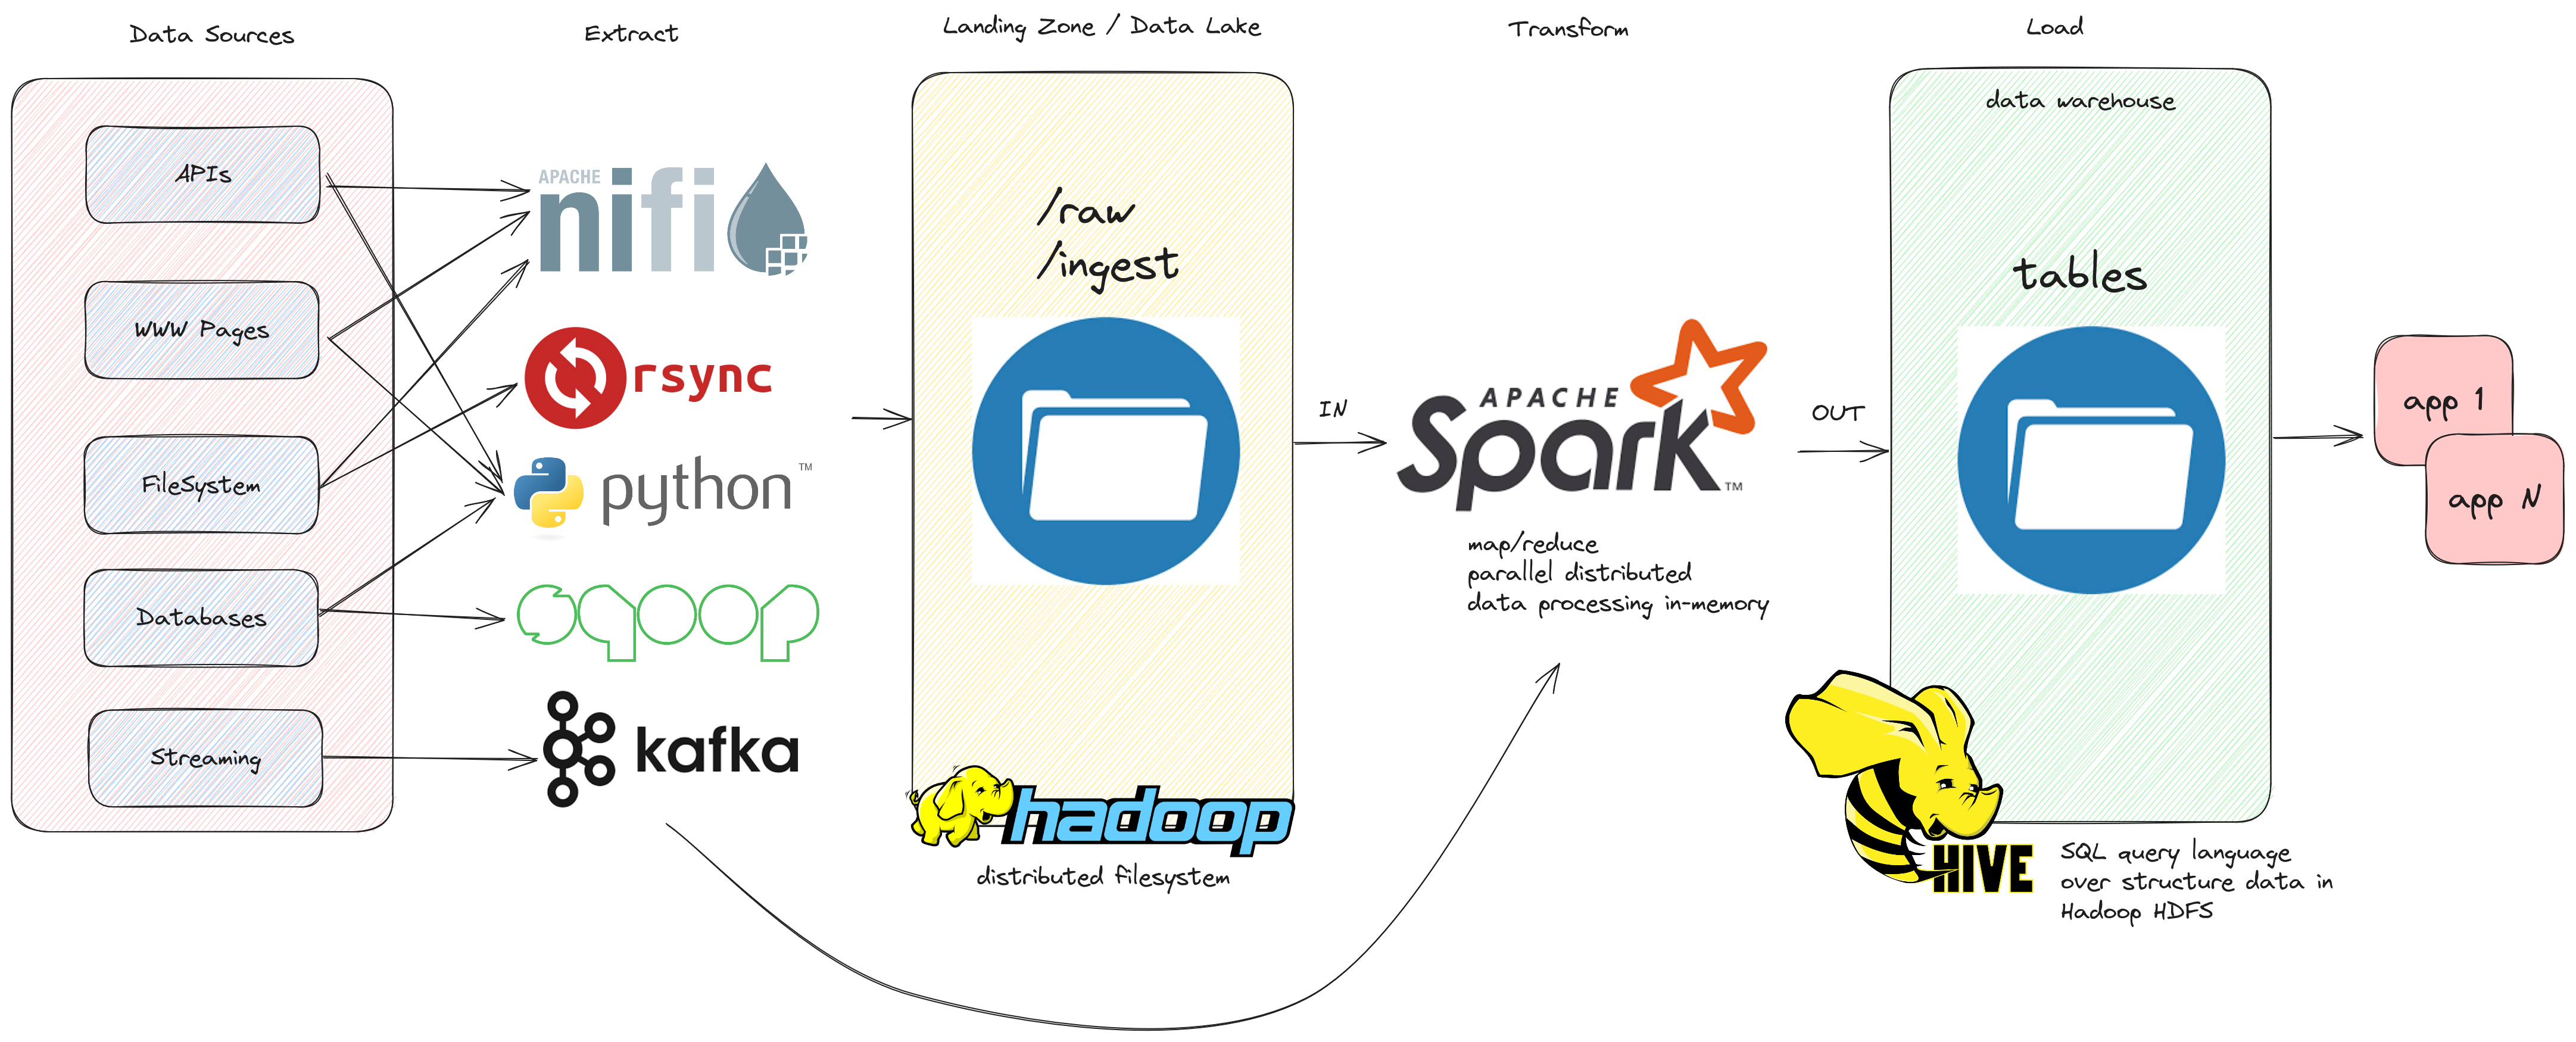 Data Sources
Extract
Landing Zone / Data Lake
Transform
Load
APIs
WWW Pages
FileSystem
Databases
Streaming
APACHE
nifi
rsync
python™
sqoop
kafka
/raw
/ingest
hadoop
distributed filesystem
IN
APACHE
Spark™
map/reduce
parallel distributed
data processing in-memory
OUT
data warehouse
tables
HIVE
SQL query language
over structure data in
Hadoop HDFS
app 1
app N